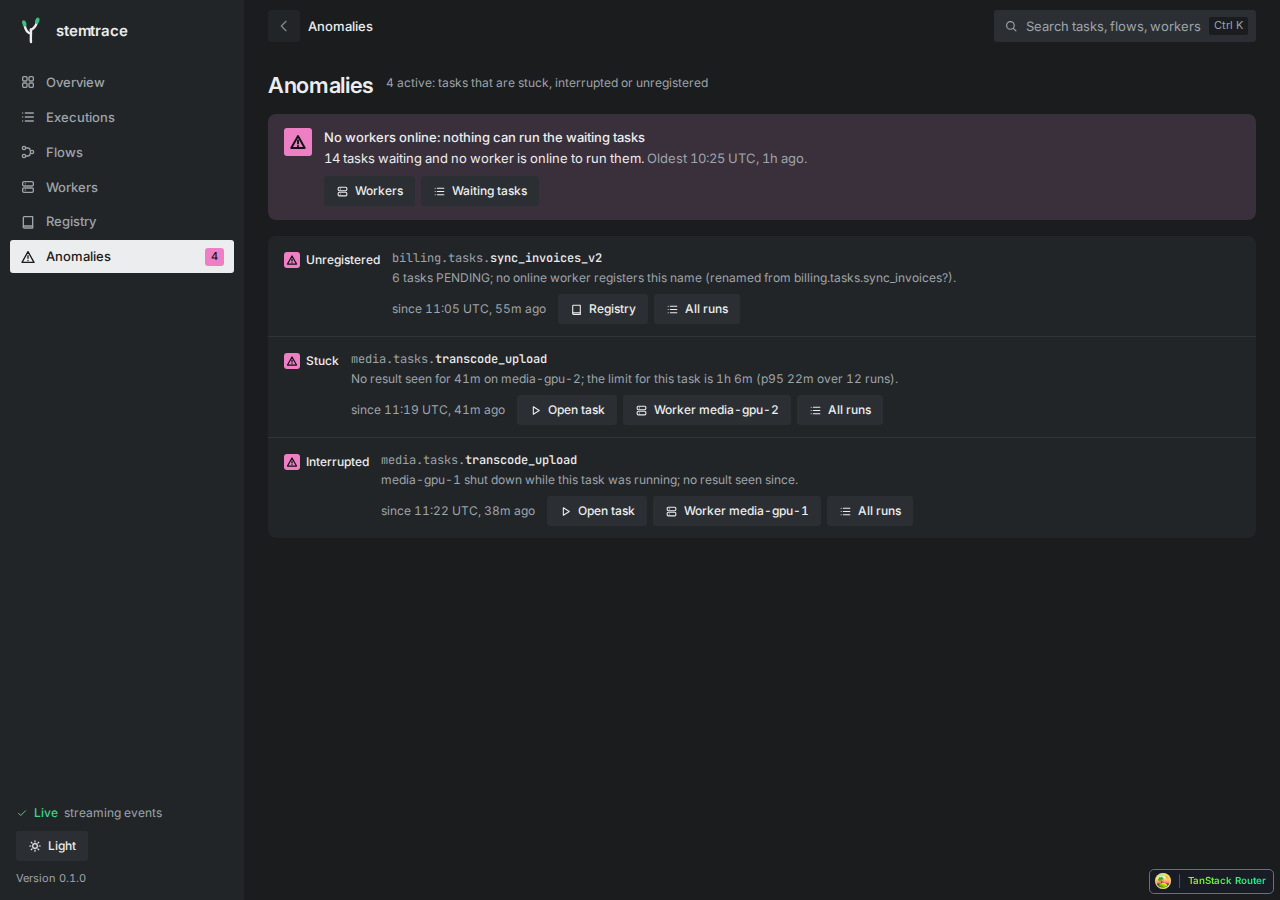 stemtrace
Overview
Executions
Flows
Workers
Registry
Anomalies 4
Live streaming events
Light
Version 0.1.0
Anomalies
Search tasks, flows, workers Ctrl K
Anomalies 4 active: tasks that are stuck, interrupted or unregistered
No workers online: nothing can run the waiting tasks
14 tasks waiting and no worker is online to run them. Oldest 10:25 UTC, 1h ago.
Workers Waiting tasks
Unregistered billing.tasks.sync_invoices_v2
6 tasks PENDING; no online worker registers this name (renamed from billing.tasks.sync_invoices?).
since 11:05 UTC, 55m ago Registry All runs
Stuck media.tasks.transcode_upload
No result seen for 41m on media-gpu-2; the limit for this task is 1h 6m (p95 22m over 12 runs).
since 11:19 UTC, 41m ago Open task Worker media-gpu-2 All runs
Interrupted media.tasks.transcode_upload
media-gpu-1 shut down while this task was running; no result seen since.
since 11:22 UTC, 38m ago Open task Worker media-gpu-1 All runs
TanStack Router